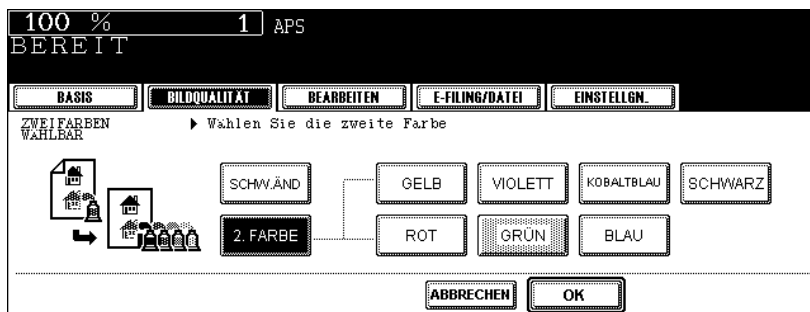 100 % 1 APS
BEREIT
BASIS BILDQUALITÄT BEARBEITEN E-FILING/DATEI EINSTELLGN.
ZWEIFARBEN WÄHLBAR
▶ Wählen Sie die zweite Farbe
SCHW.ÄND GELB VIOLETT KOBALTBLAU SCHWARZ
2. FARBE ROT GRÜN BLAU
ABBRECHEN OK